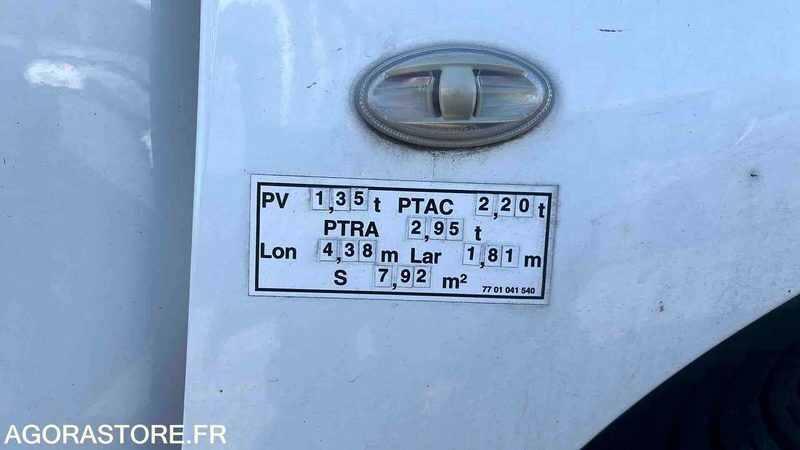 PV 1,35 t PTAC 2,20 t
PTRA 2,95 t
Lon 4,38 m Lar 1,81 m
S 7,92 m²
77 01 041 540
AGORASTORE.FR